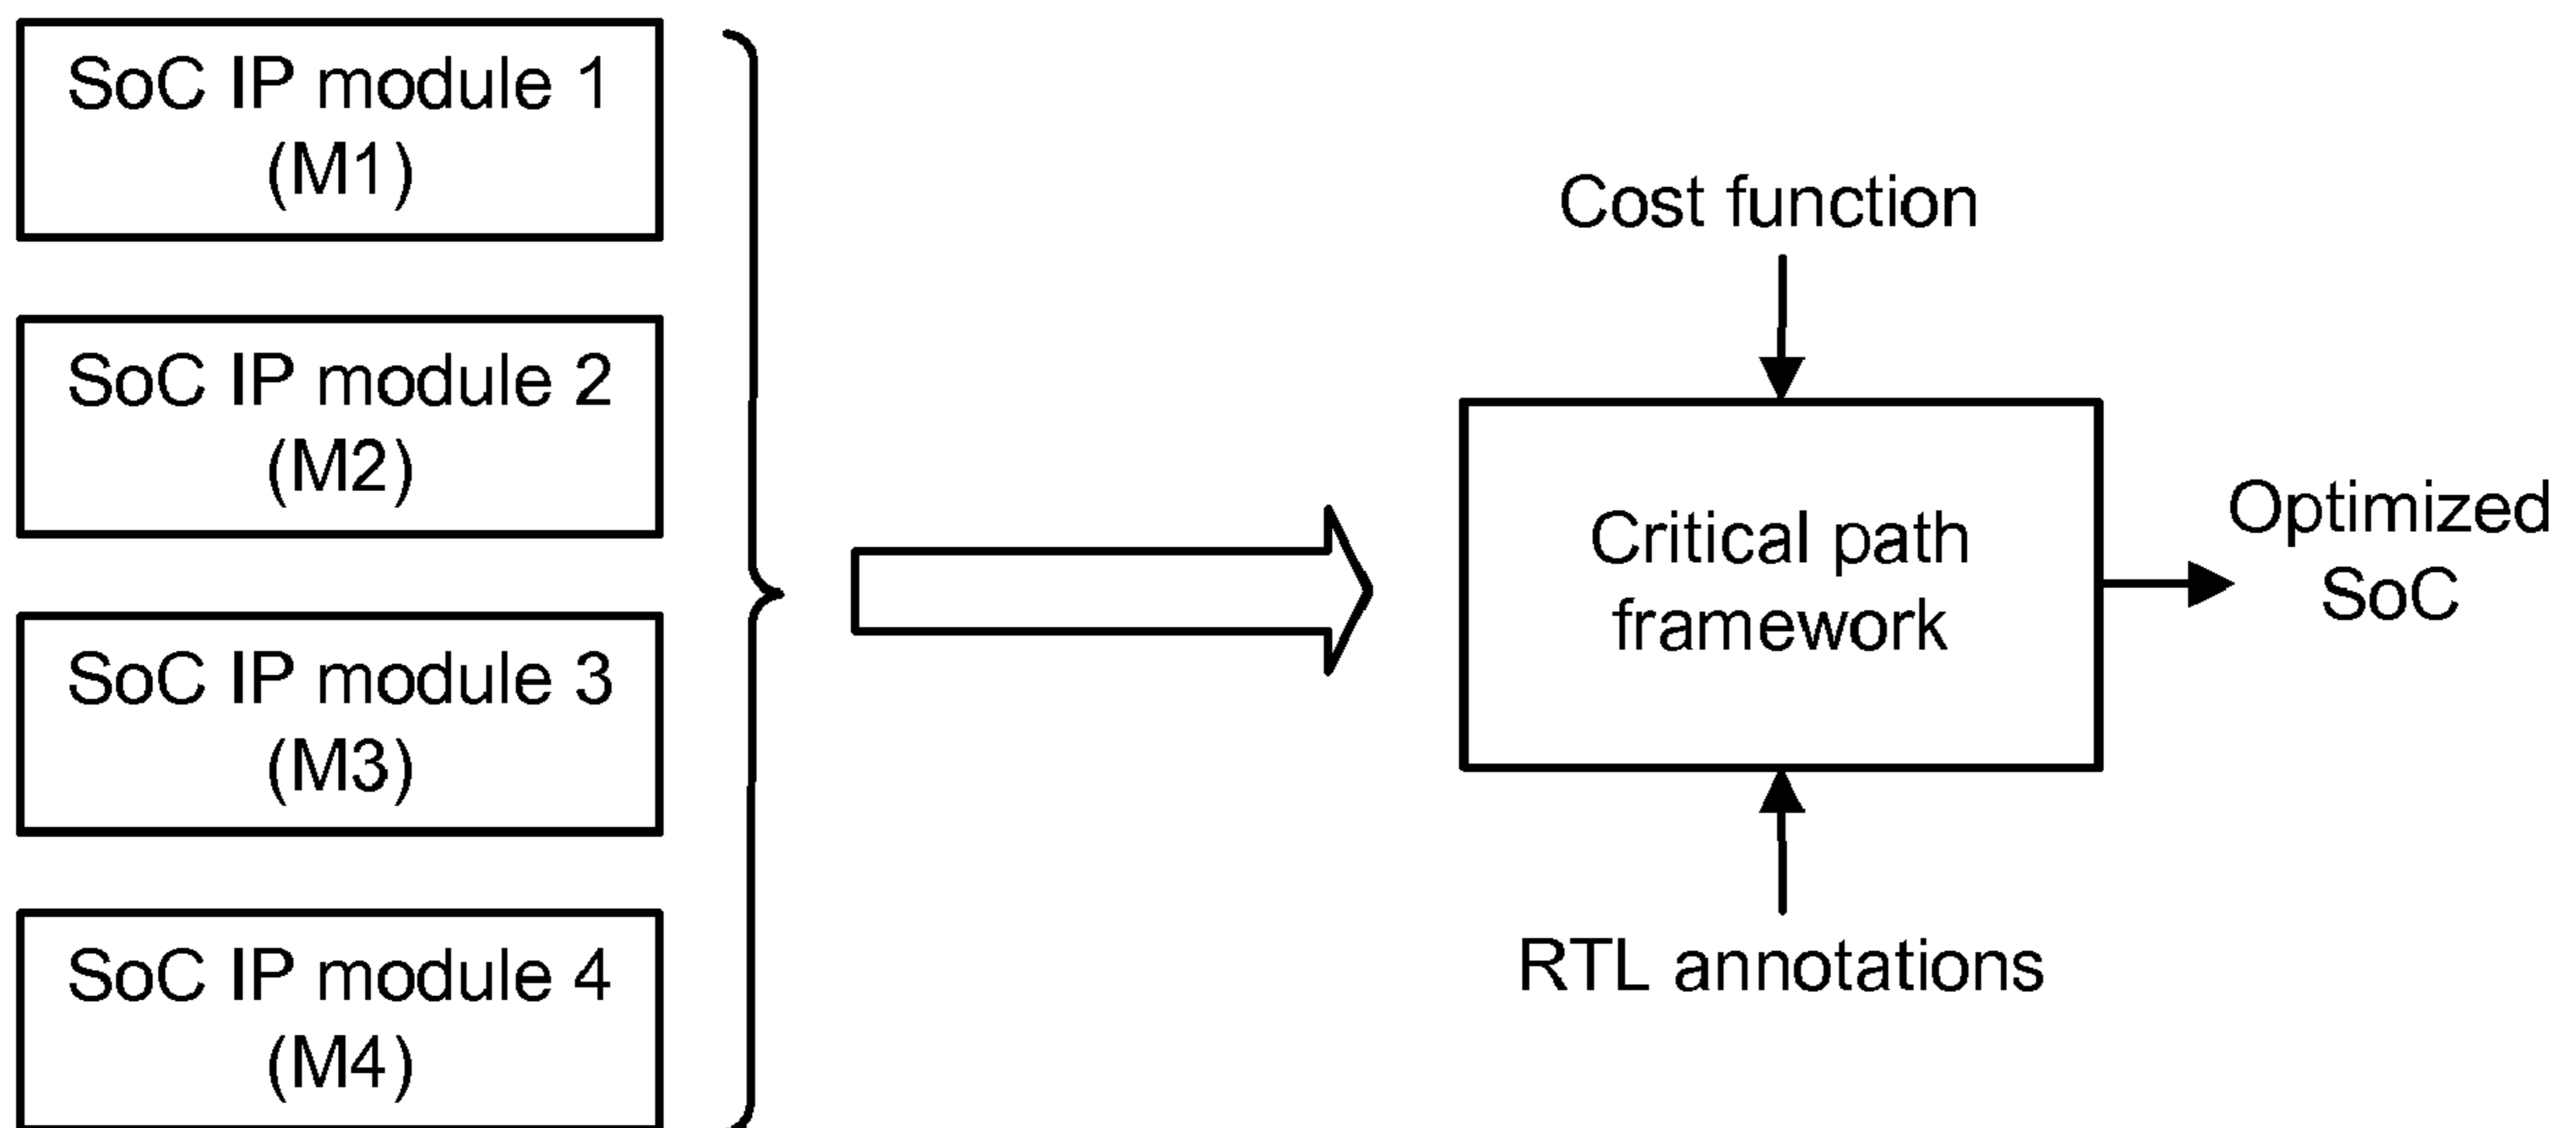 SoC IP module 1
(M1)
SoC IP module 2
(M2)
SoC IP module 3
(M3)
SoC IP module 4
(M4)
Cost function
Critical path
framework
RTL annotations
Optimized
SoC